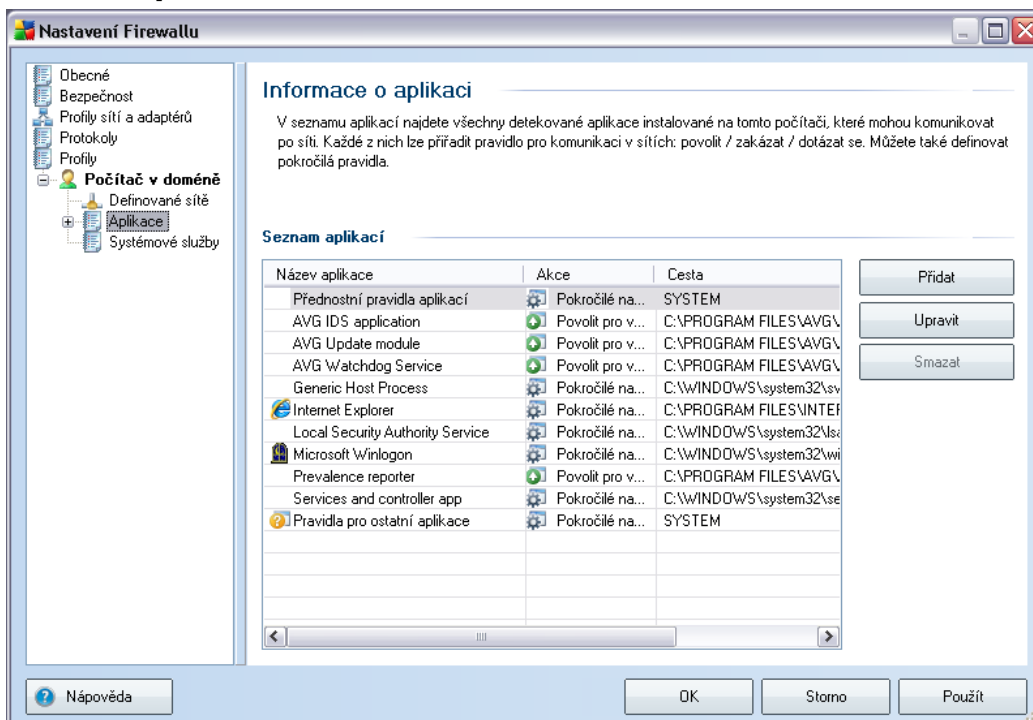 Nastavení Firewallu
Obecné
Bezpečnost
Profily sítí a adaptérů
Protokoly
Profily
Počítač v doméně
Definované sítě
Aplikace
Systémové služby
Informace o aplikaci
V seznamu aplikací najdete všechny detekované aplikace instalované na tomto počítači, které mohou komunikovat
po síti. Každé z nich lze přiřadit pravidlo pro komunikaci v sítích: povolit / zakázat / dotázat se. Můžete také definovat
pokročilá pravidla.
Seznam aplikací
Název aplikace Akce Cesta
Přednostní pravidla aplikací Pokročilé na... SYSTEM
AVG IDS application Povolit pro v... C:\PROGRAM FILES\AVG\
AVG Update module Povolit pro v... C:\PROGRAM FILES\AVG\
AVG Watchdog Service Povolit pro v... C:\PROGRAM FILES\AVG\
Generic Host Process Pokročilé na... C:\WINDOWS\system32\sv
Internet Explorer Pokročilé na... C:\PROGRAM FILES\INTER
Local Security Authority Service Pokročilé na... C:\WINDOWS\system32\lsa
Microsoft Winlogon Pokročilé na... C:\WINDOWS\system32\wi
Prevalence reporter Povolit pro v... C:\PROGRAM FILES\AVG\
Services and controller app Pokročilé na... C:\WINDOWS\system32\se
Pravidla pro ostatní aplikace Pokročilé na... SYSTEM
Přidat
Upravit
Smazat
Nápověda
OK
Storno
Použít